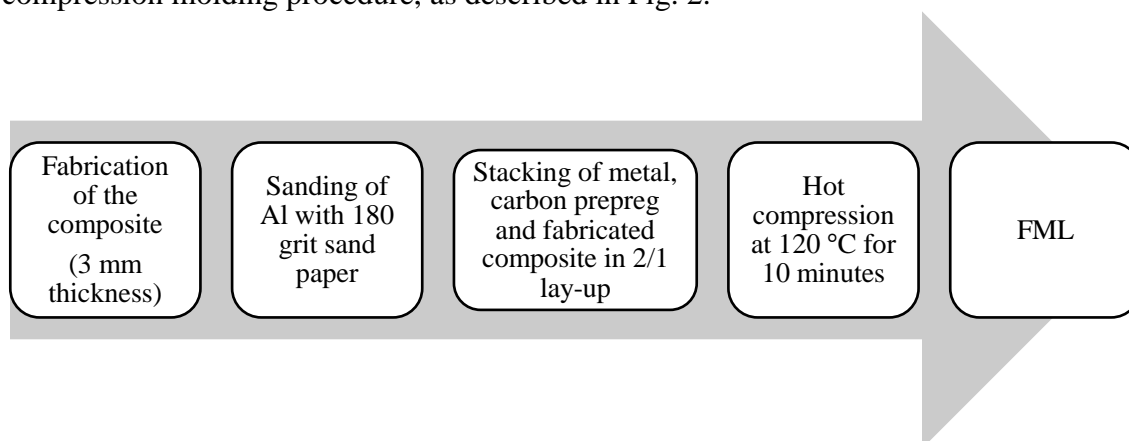 compression molding procedure, as described in Fig. 2.
Fabrication
of the
composite
(3 mm
thickness)
Sanding of
Al with 180
grit sand
paper
Stacking of metal,
carbon prepreg
and fabricated
composite in 2/1
lay-up
Hot
compression
at 120 °C for
10 minutes
FML